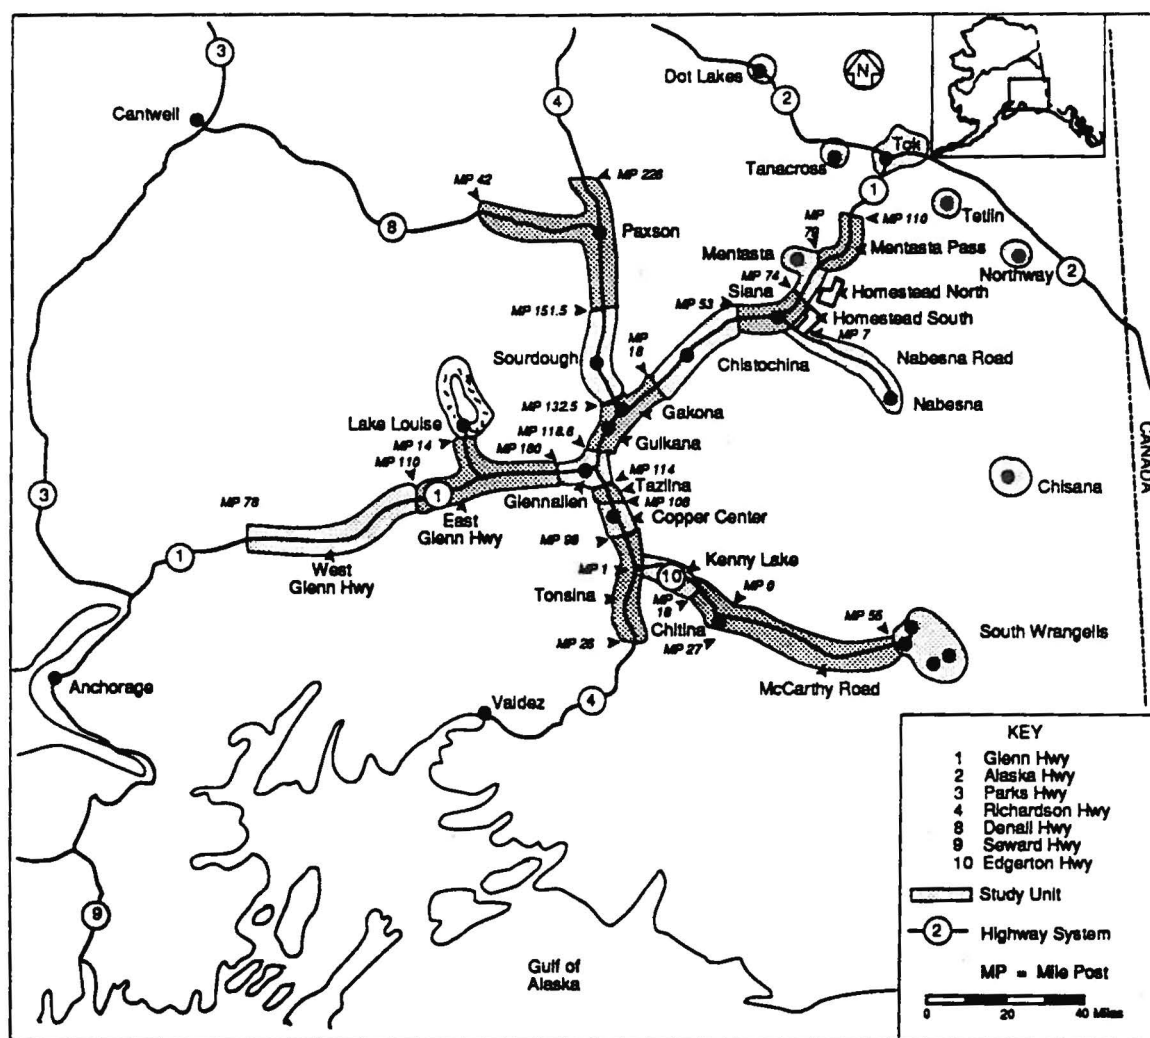 3
Cantwell
4
Dot Lakes
N
2
Tok
Tanacross
1
MP 42
MP 226
8
Paxson
MP
79
MP 110
Tetlin
Mentasta
Mentasta Pass
Northway
2
MP 74
Slana
MP 53
Homestead North
MP 151.5
Homestead South
MP 7
Sourdough
MP
18
Chistochina
Nabesna Road
Nabesna
MP 132.5
Gakona
Lake Louise
MP 118.6
Gulkana
CANADA
MP 14
MP 180
MP 110
MP 114
Tazlina
Chisana
3
MP 78
1
Glennallen
MP 106
East
Glenn Hwy
Copper Center
MP 98
1
West
Glenn Hwy
Kenny Lake
MP 1
10
MP 6
Tonsina
MP
18
MP 55
South Wrangells
Chitina
MP 26
MP 27
McCarthy Road
Anchorage
Valdez
4
9
Gulf of
Alaska
KEY
1 Glenn Hwy
2 Alaska Hwy
3 Parks Hwy
4 Richardson Hwy
8 Denali Hwy
9 Seward Hwy
10 Edgerton Hwy
Study Unit
2 Highway System
MP = Mile Post
0 20 40 Miles